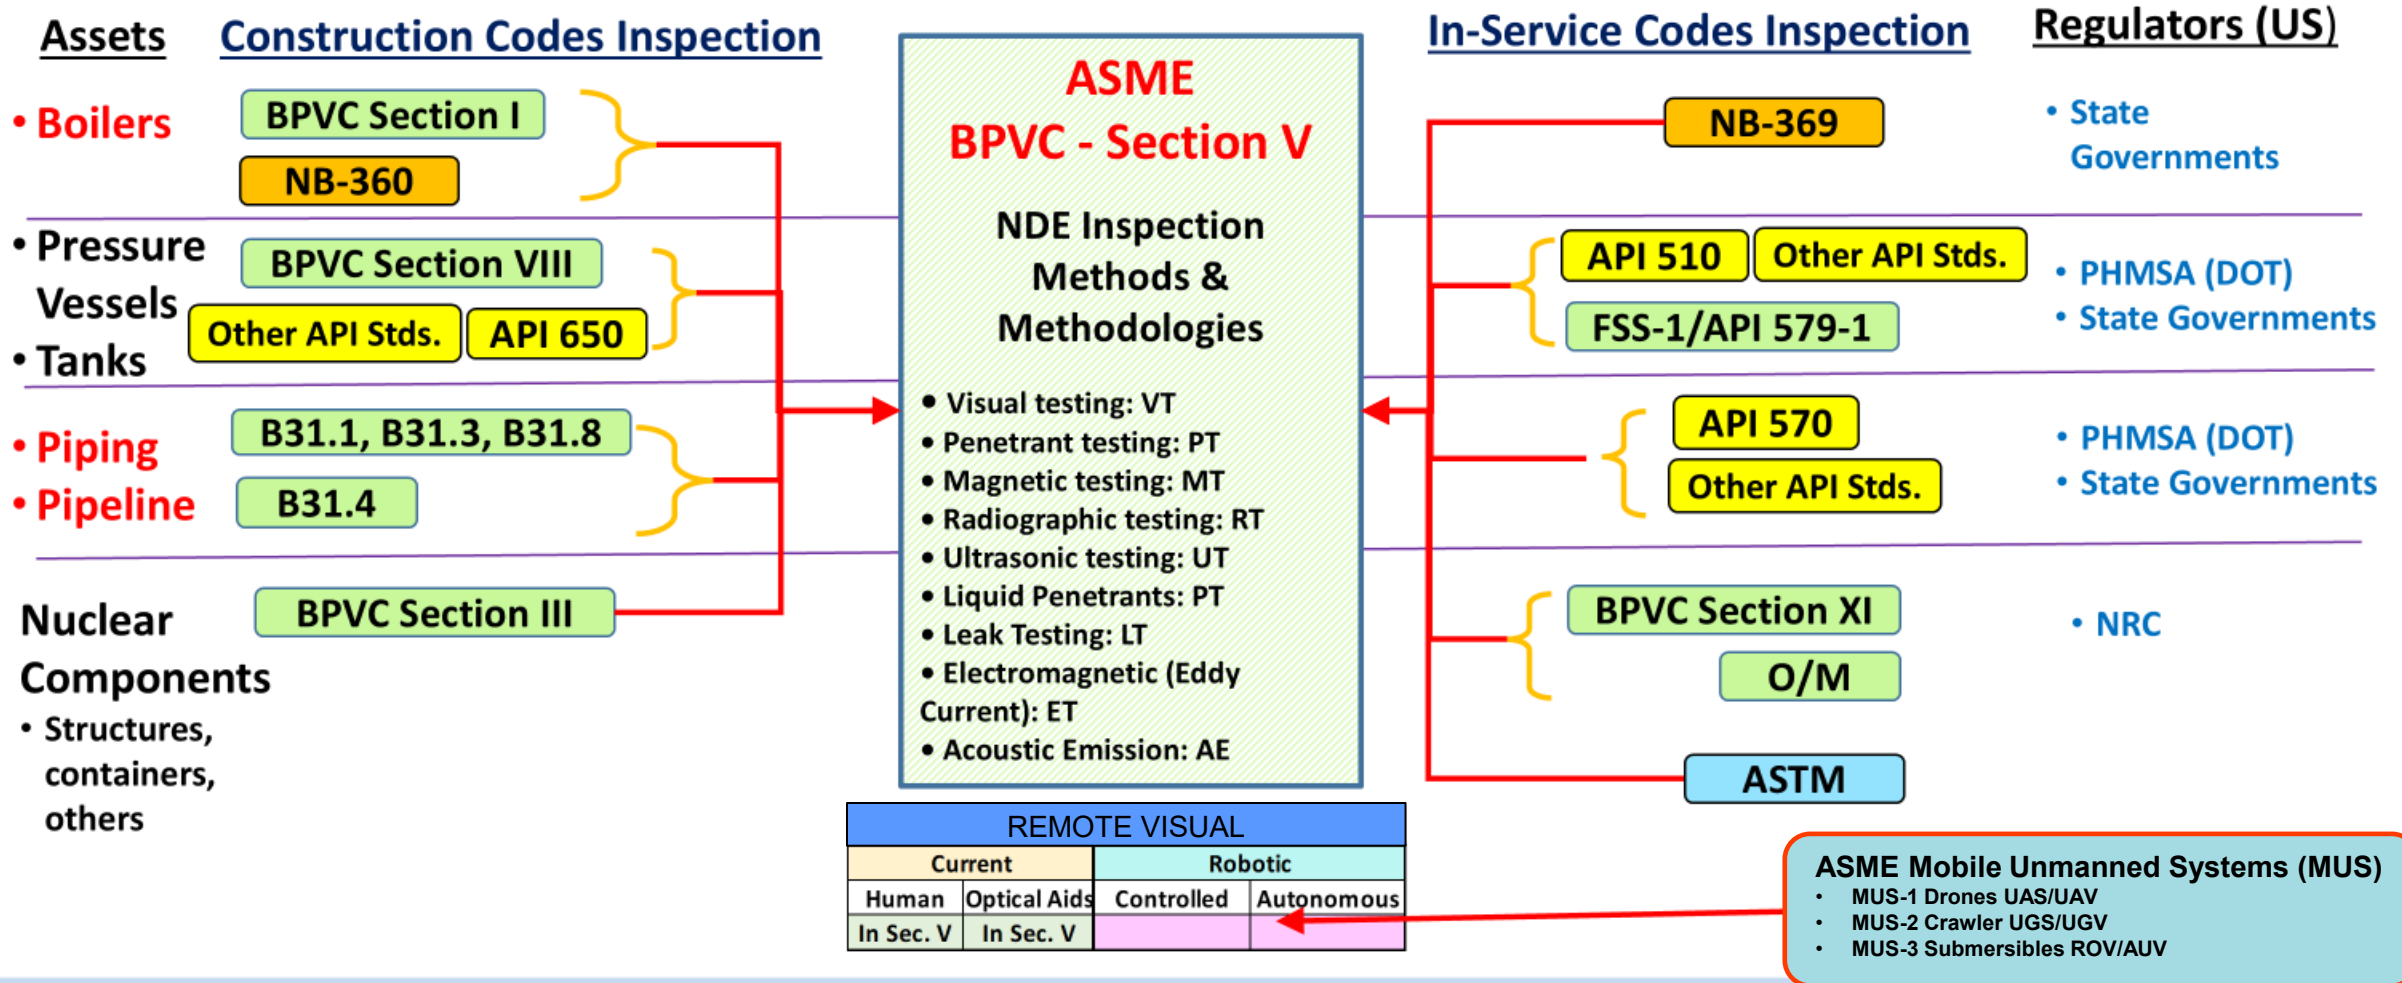 Assets
Construction Codes Inspection
In-Service Codes Inspection
Regulators (US)
• Boilers
BPVC Section I
NB-360
• Pressure
Vessels
• Tanks
BPVC Section VIII
Other API Stds.
API 650
• Piping
• Pipeline
B31.1, B31.3, B31.8
B31.4
Nuclear
Components
• Structures,
containers,
others
BPVC Section III
ASME
BPVC - Section V
NDE Inspection
Methods &
Methodologies
• Visual testing: VT
• Penetrant testing: PT
• Magnetic testing: MT
• Radiographic testing: RT
• Ultrasonic testing: UT
• Liquid Penetrants: PT
• Leak Testing: LT
• Electromagnetic (Eddy
Current): ET
• Acoustic Emission: AE
NB-369
• State
Governments
API 510
Other API Stds.
FSS-1/API 579-1
• PHMSA (DOT)
• State Governments
API 570
Other API Stds.
• PHMSA (DOT)
• State Governments
BPVC Section XI
O/M
• NRC
ASTM
REMOTE VISUAL
Current Robotic
Human Optical Aids Controlled Autonomous
In Sec. V In Sec. V
ASME Mobile Unmanned Systems (MUS)
• MUS-1 Drones UAS/UAV
• MUS-2 Crawler UGS/UGV
• MUS-3 Submersibles ROV/AUV